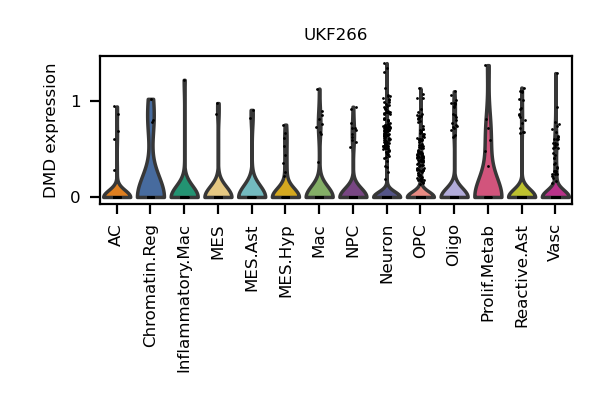 UKF266
DMD expression
1
0
AC
Chromatin.Reg
Inflammatory.Mac
MES
MES.Ast
MES.Hyp
Mac
NPC
Neuron
OPC
Oligo
Prolif.Metab
Reactive.Ast
Vasc